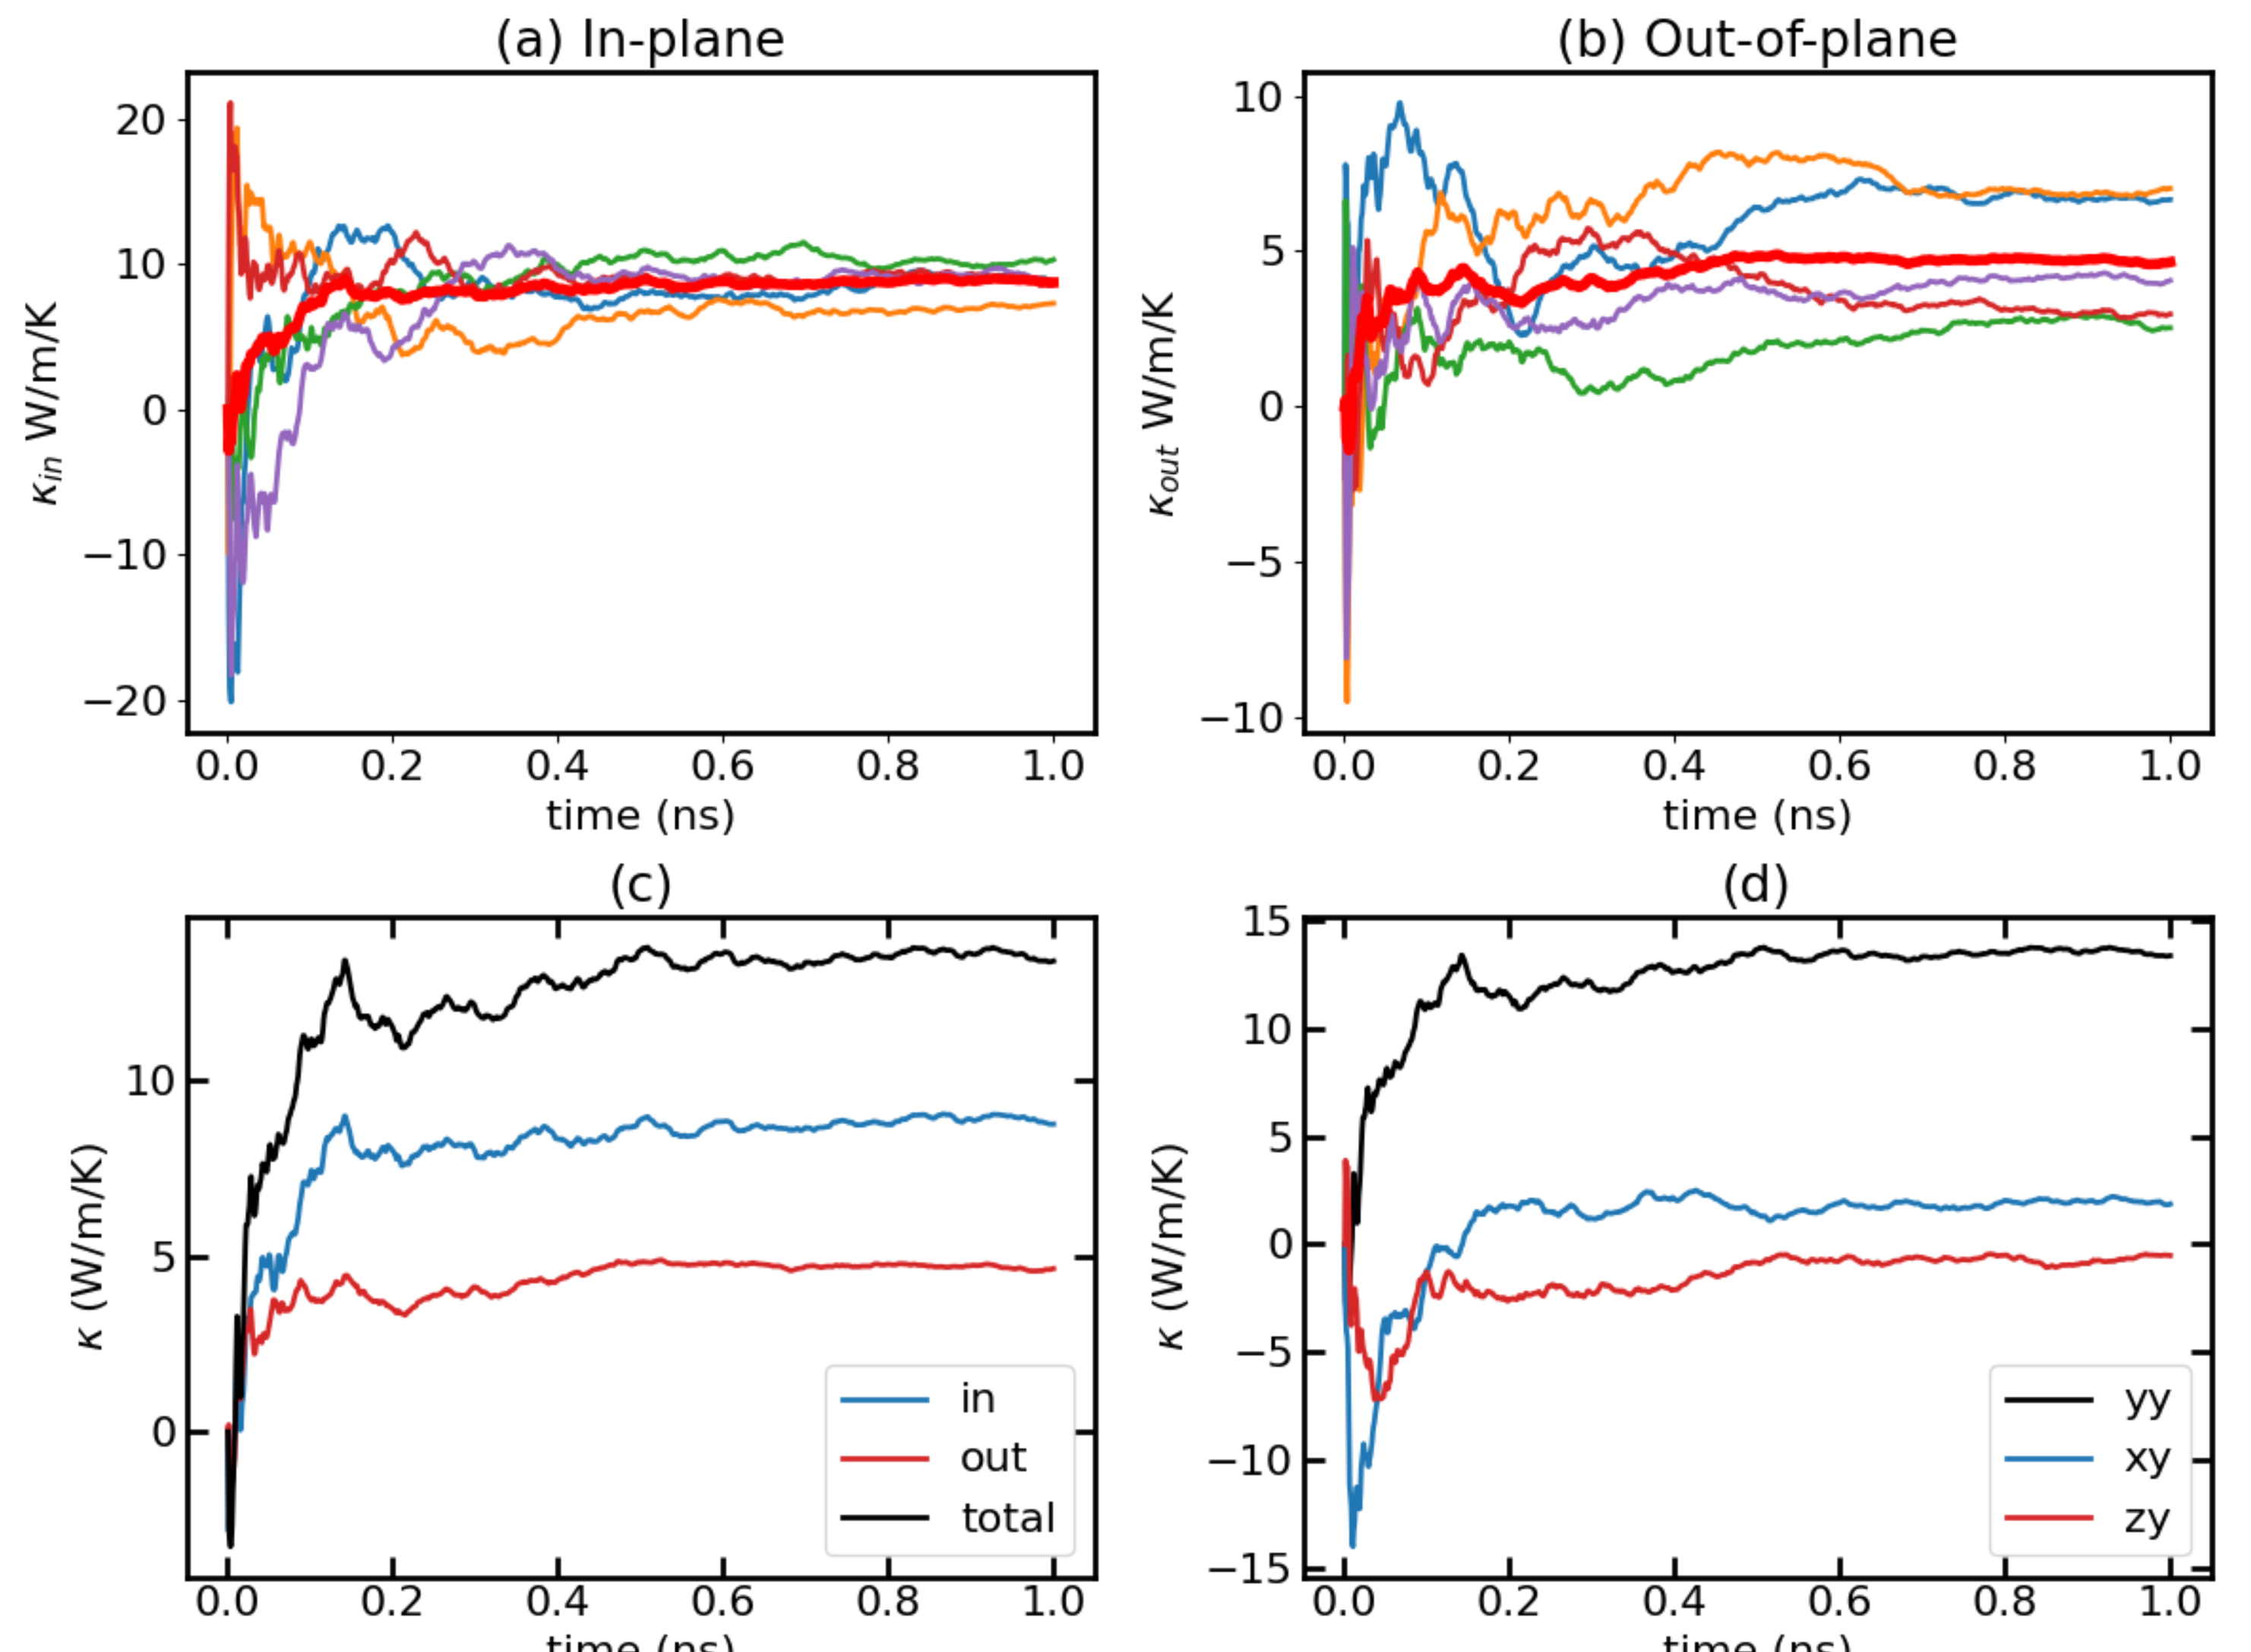 (a) In-plane
20
10
0
−10
−20
κin W/m/K
0.0 0.2 0.4 0.6 0.8 1.0
time (ns)
(b) Out-of-plane
10
5
0
−5
−10
κout W/m/K
0.0 0.2 0.4 0.6 0.8 1.0
time (ns)
(c)
10
5
0
κ (W/m/K)
in
out
total
0.0 0.2 0.4 0.6 0.8 1.0
time (ns)
(d)
15
10
5
0
−5
−10
−15
κ (W/m/K)
yy
xy
zy
0.0 0.2 0.4 0.6 0.8 1.0
time (ns)